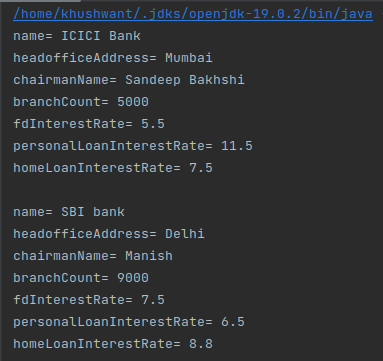 /home/khushwant/.jdks/openjdk-19.0.2/bin/java
name= ICICI Bank
headofficeAddress= Mumbai
chairmanName= Sandeep Bakhshi
branchCount= 5000
fdInterestRate= 5.5
personalLoanInterestRate= 11.5
homeLoanInterestRate= 7.5
name= SBI bank
headofficeAddress= Delhi
chairmanName= Manish
branchCount= 9000
fdInterestRate= 7.5
personalLoanInterestRate= 6.5
homeLoanInterestRate= 8.8